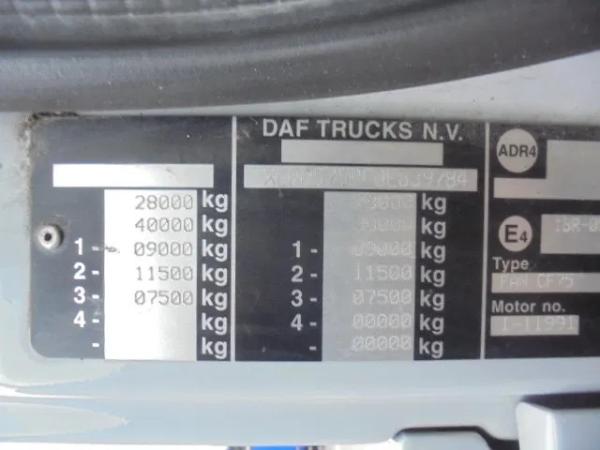 DAF TRUCKS N.V.
28000 kg
40000 kg
1- 09000 kg
2- 11500 kg
3- 07500 kg
4- kg
- kg
kg
kg
1- 09000 kg
2- 11500 kg
3- 07500 kg
4- 00000 kg
- 00000 kg
ADR4
E4
Type
FAN CF75
Motor no.